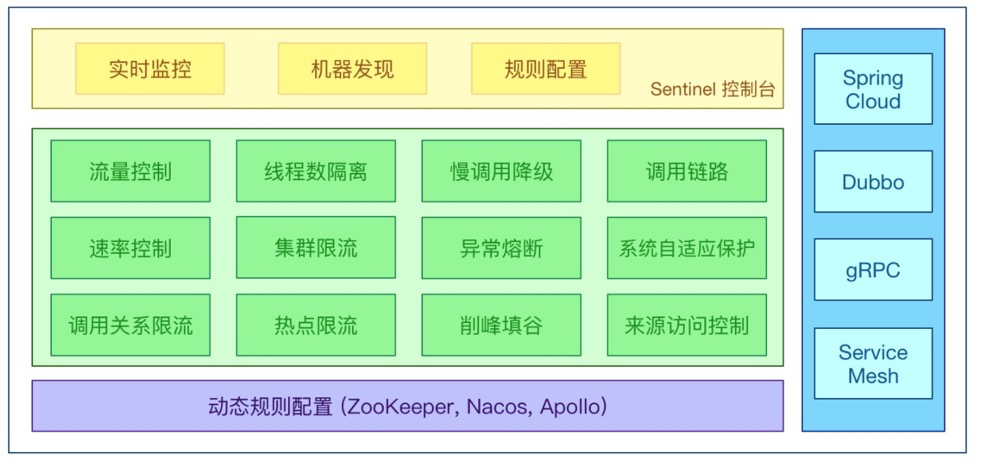 实时监控
机器发现
规则配置
Sentinel 控制台
流量控制
线程数隔离
慢调用降级
调用链路
速率控制
集群限流
异常熔断
系统自适应保护
调用关系限流
热点限流
削峰填谷
来源访问控制
动态规则配置 (ZooKeeper, Nacos, Apollo)
Spring
Cloud
Dubbo
gRPC
Service
Mesh